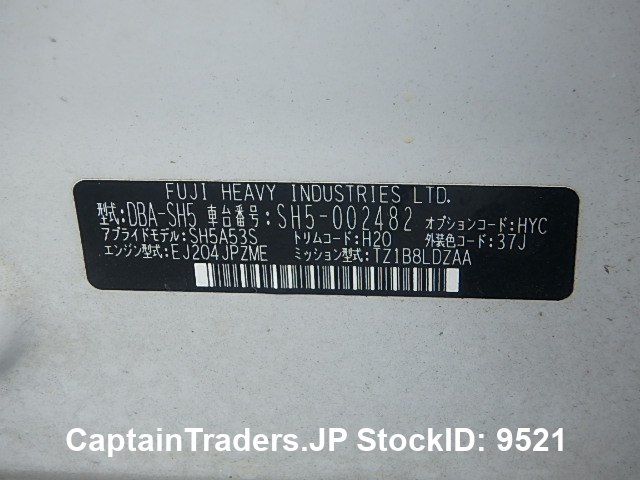 FUJI HEAVY INDUSTRIES LTD.
型式:DBA-SH5 車台番号:SH5-002482 オプションコード:HYC
アプライドモデル:SH5A53S トリムコード:H20 外装色コード:37J
エンジン型式:EJ204JPZME ミッション型式:TZ1B8LDZAA
CaptainTraders.JP StockID: 9521